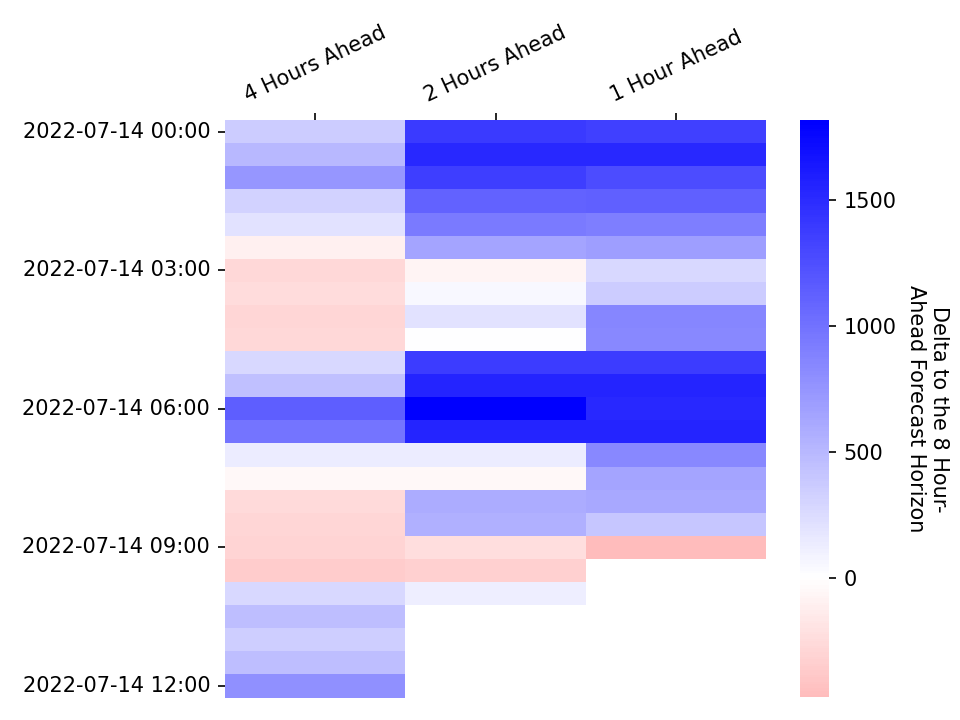 4 Hours Ahead
2 Hours Ahead
1 Hour Ahead
2022-07-14 00:00
2022-07-14 03:00
2022-07-14 06:00
2022-07-14 09:00
2022-07-14 12:00
1500
1000
500
0
Delta to the 8 Hour-
Ahead Forecast Horizon